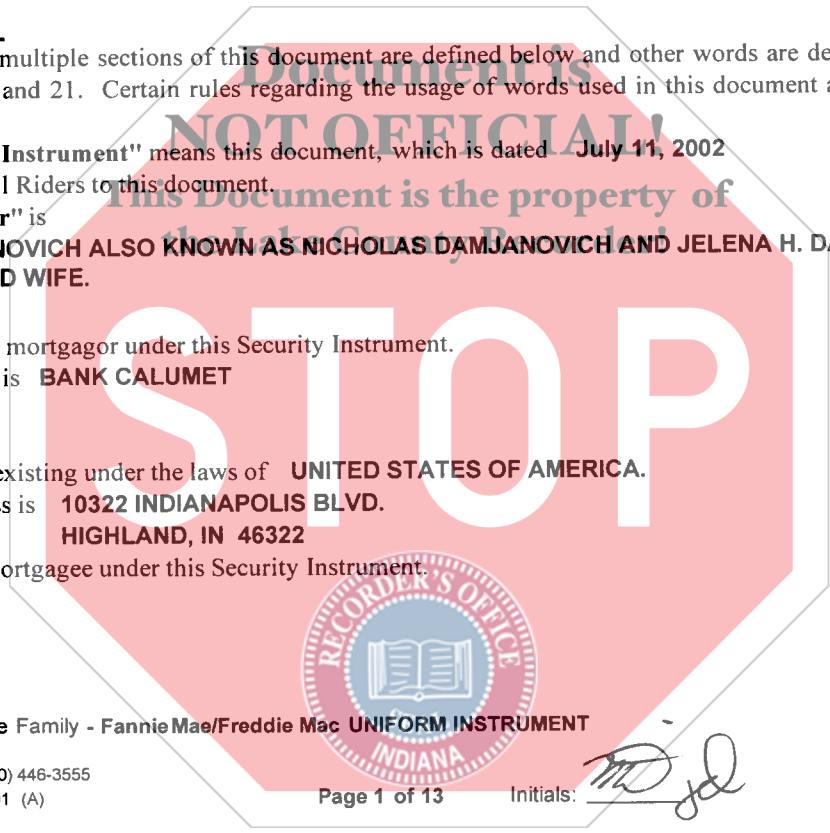 multiple sections of this document are defined below and other words are de
and 21. Certain rules regarding the usage of words used in this document a
Document is
NOT OFFICIAL!
Instrument" means this document, which is dated July 11, 2002
l Riders to this document.
This Document is the property of
r" is
the Lake County Recorder!
NOVICH ALSO KNOWN AS NICHOLAS DAMJANOVICH AND JELENA H. DA
D WIFE.
STOP
mortgagor under this Security Instrument.
is BANK CALUMET
existing under the laws of UNITED STATES OF AMERICA.
s is 10322 INDIANAPOLIS BLVD.
HIGHLAND, IN 46322
ortgagee under this Security Instrument.
RECORDER'S OFFICE
SEAL
INDIANA
e Family - Fannie Mae/Freddie Mac UNIFORM INSTRUMENT
0) 446-3555
1 (A)
Page 1 of 13
Initials: